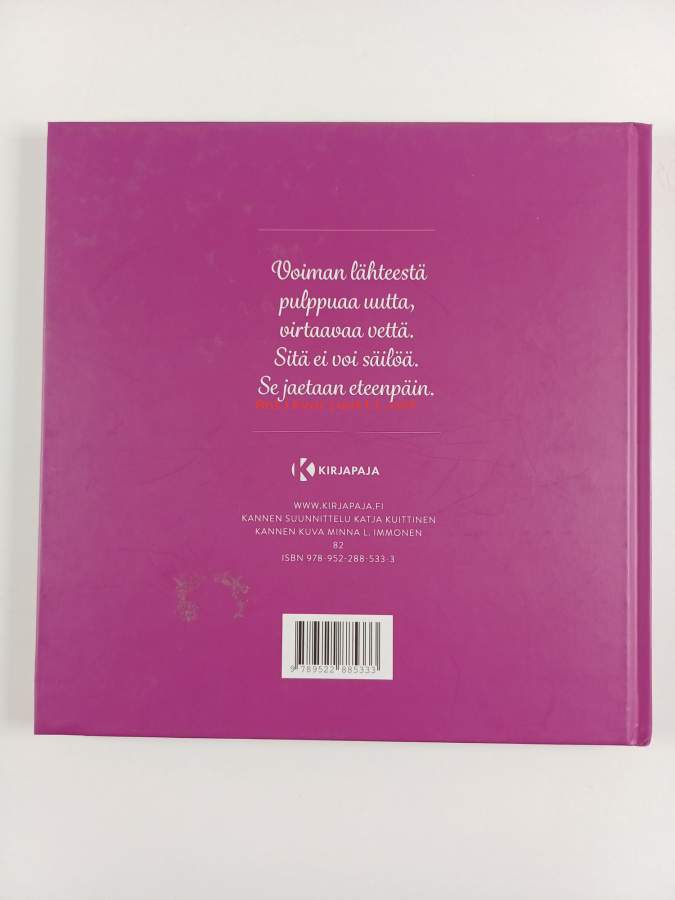 Voiman lähteestä
pulppuaa uutta,
virtaavaa vettä.
Sitä ei voi säilöä.
Se jaetaan eteenpäin.
KIRJAPAJA
WWW.KIRJAPAJA.FI
KANNEN SUUNNITTELU KATJA KUITTINEN
KANNEN KUVA MINNA L. IMMONEN
82
ISBN 978-952-288-533-3
9 789522 885333